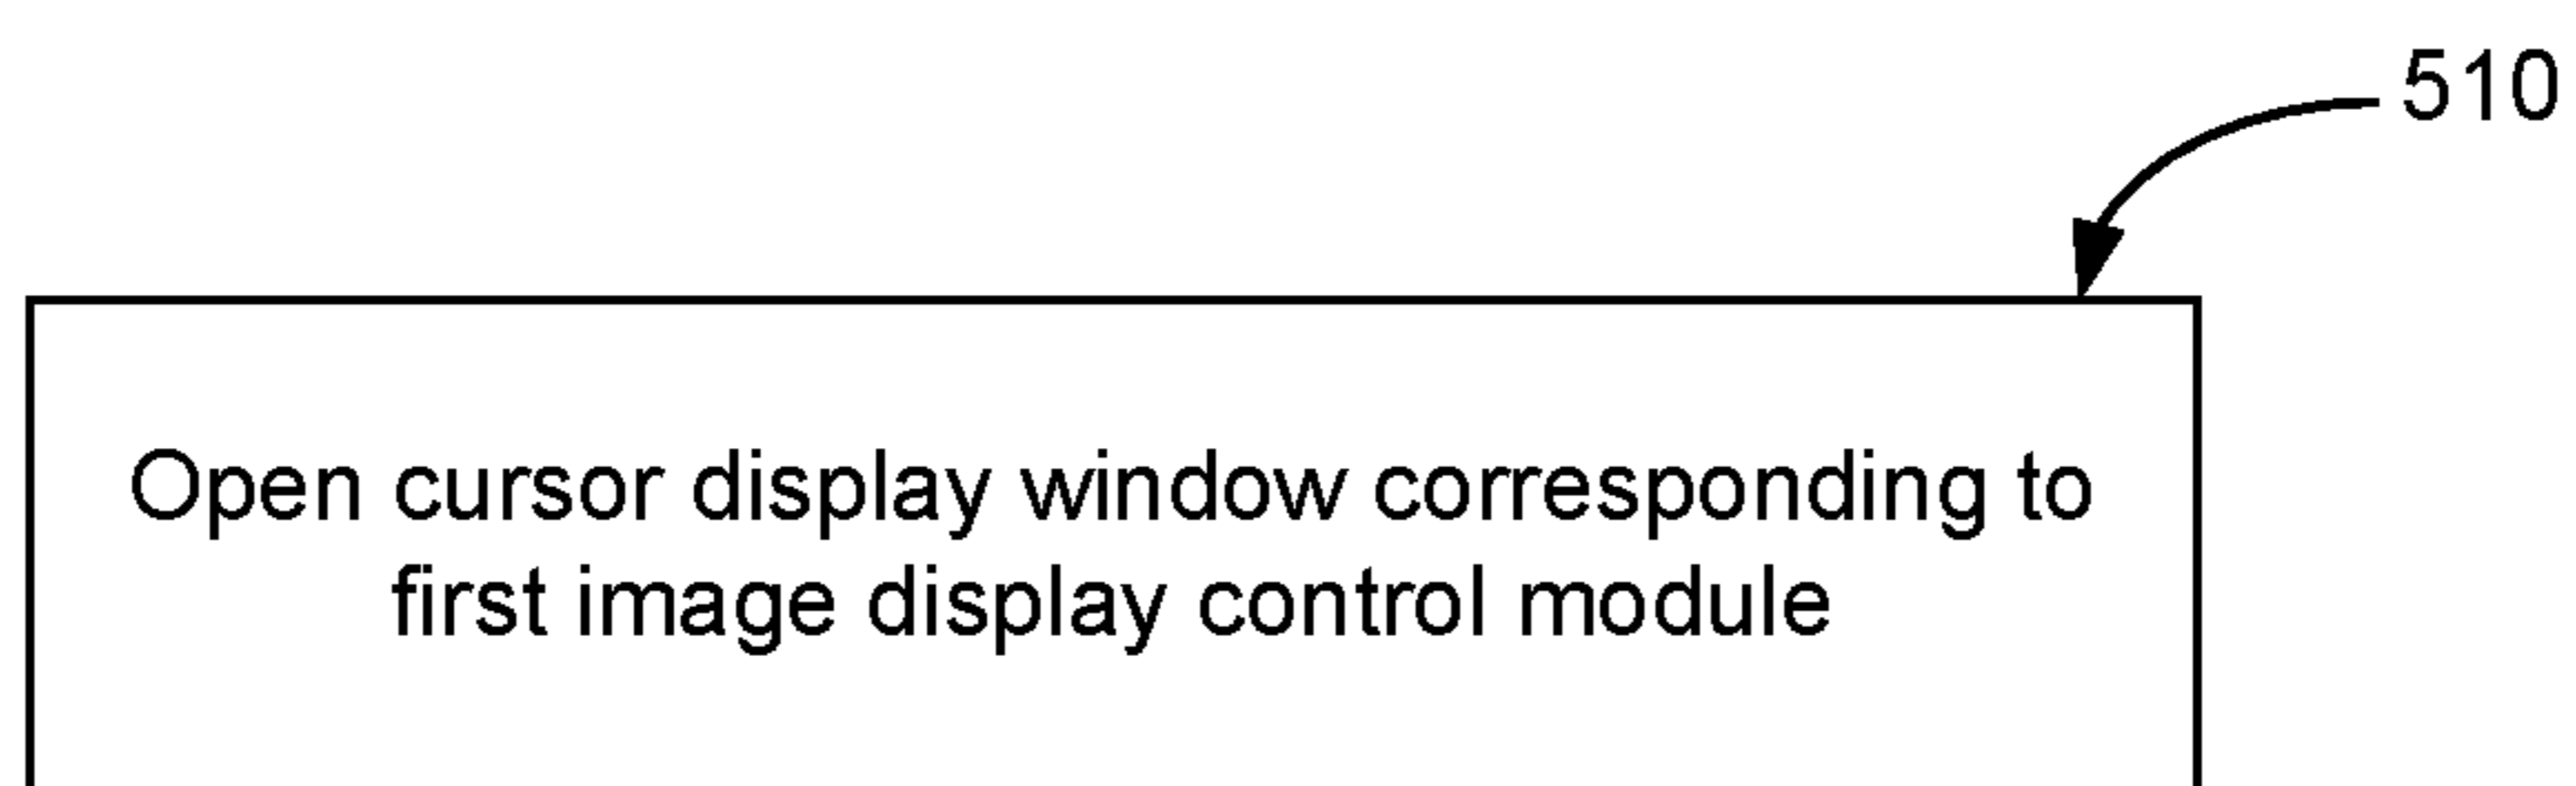 510
Open cursor display window corresponding to
first image display control module